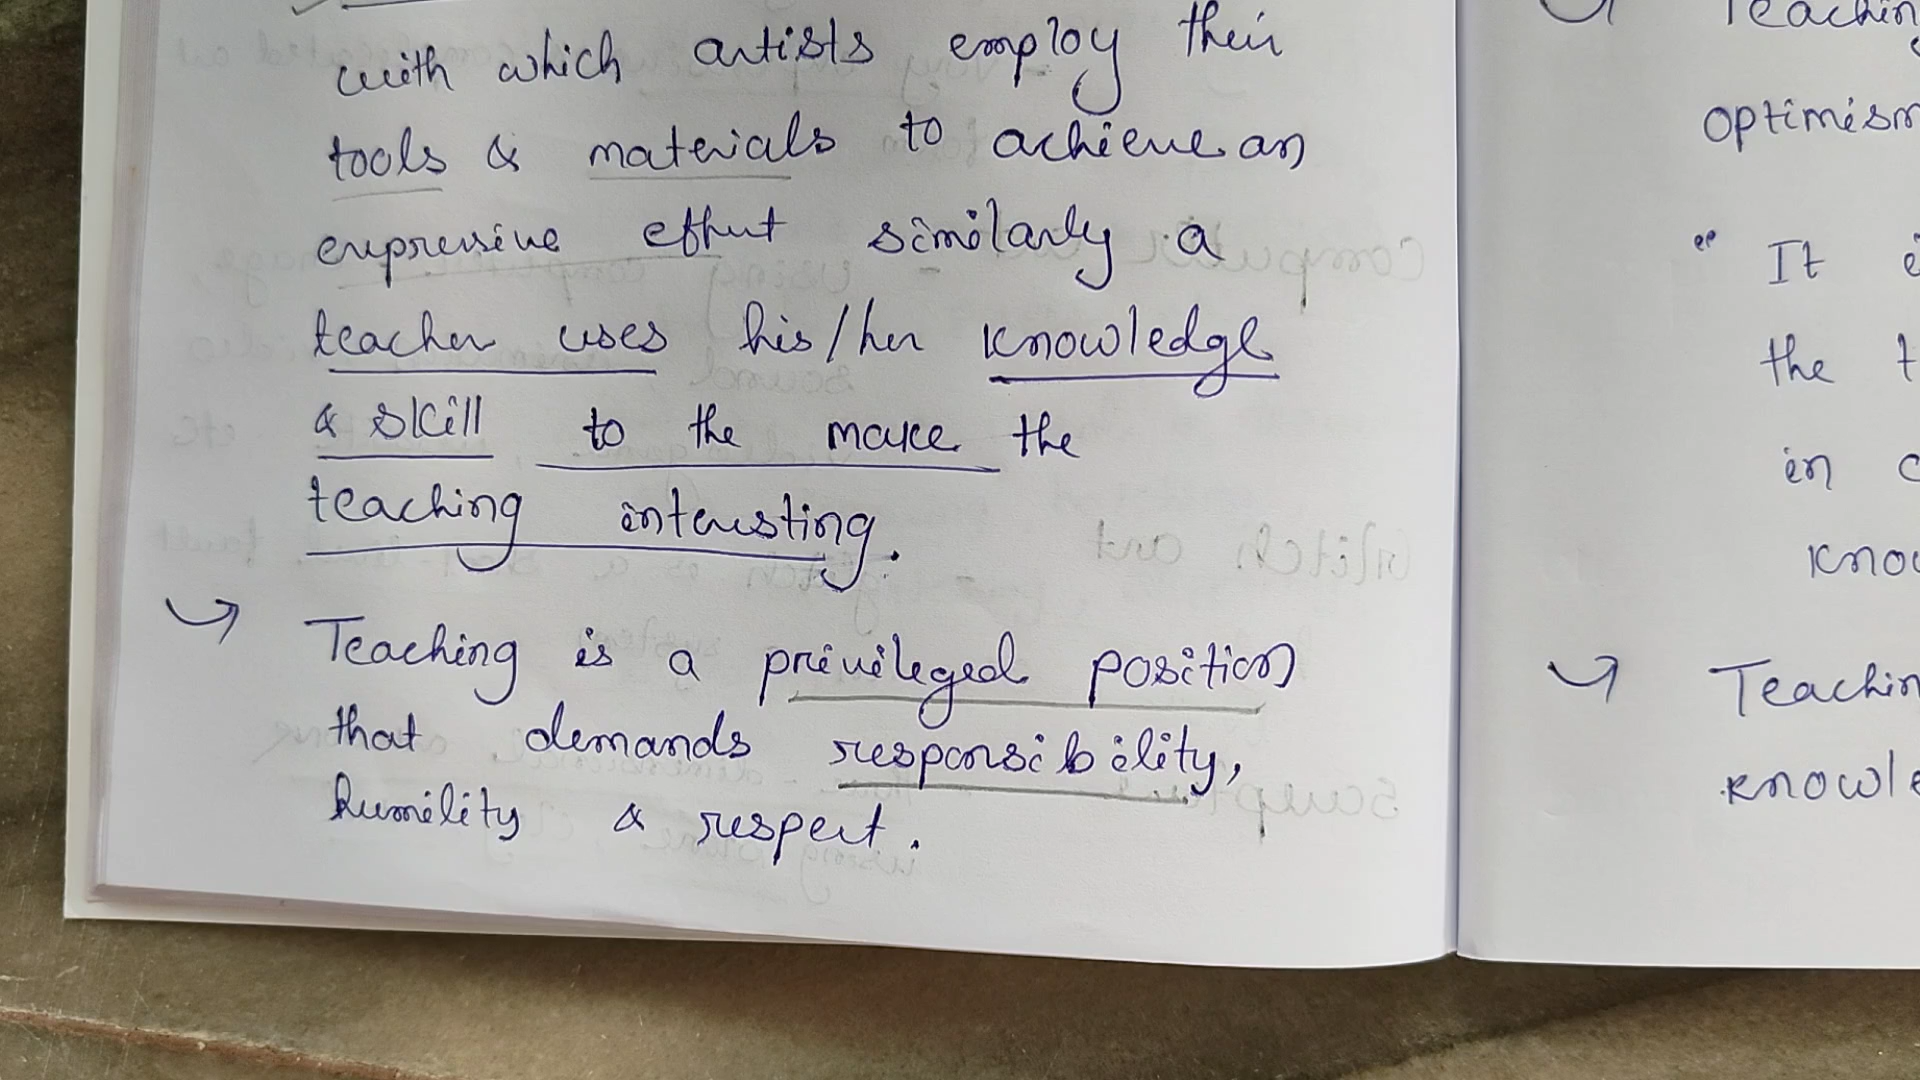 with which artists employ their
tools & materials to achieve an
expressive effect similarly a
teacher uses his/her knowledge
& skill to the make the
teaching interesting.
Teaching is a privileged position
that demands responsibility,
humility & respect.
Teachin
optimism
" It
the t
in c
know
Teachin
knowle